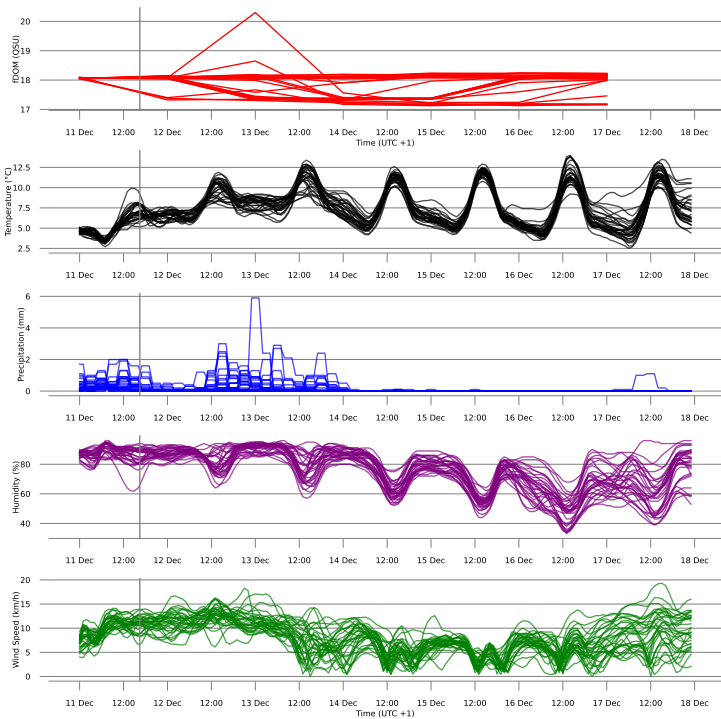 fDOM (QSU)
20
19
18
17
11 Dec 12:00 12 Dec 12:00 13 Dec 12:00 14 Dec 12:00 15 Dec 12:00 16 Dec 12:00 17 Dec 12:00 18 Dec
Time (UTC +1)
Temperature (°C)
12.5
10.0
7.5
5.0
2.5
11 Dec 12:00 12 Dec 12:00 13 Dec 12:00 14 Dec 12:00 15 Dec 12:00 16 Dec 12:00 17 Dec 12:00 18 Dec
Precipitation (mm)
6
4
2
0
11 Dec 12:00 12 Dec 12:00 13 Dec 12:00 14 Dec 12:00 15 Dec 12:00 16 Dec 12:00 17 Dec 12:00 18 Dec
Humidity (%)
80
60
40
11 Dec 12:00 12 Dec 12:00 13 Dec 12:00 14 Dec 12:00 15 Dec 12:00 16 Dec 12:00 17 Dec 12:00 18 Dec
Wind Speed (km/h)
20
15
10
5
0
11 Dec 12:00 12 Dec 12:00 13 Dec 12:00 14 Dec 12:00 15 Dec 12:00 16 Dec 12:00 17 Dec 12:00 18 Dec
Time (UTC +1)